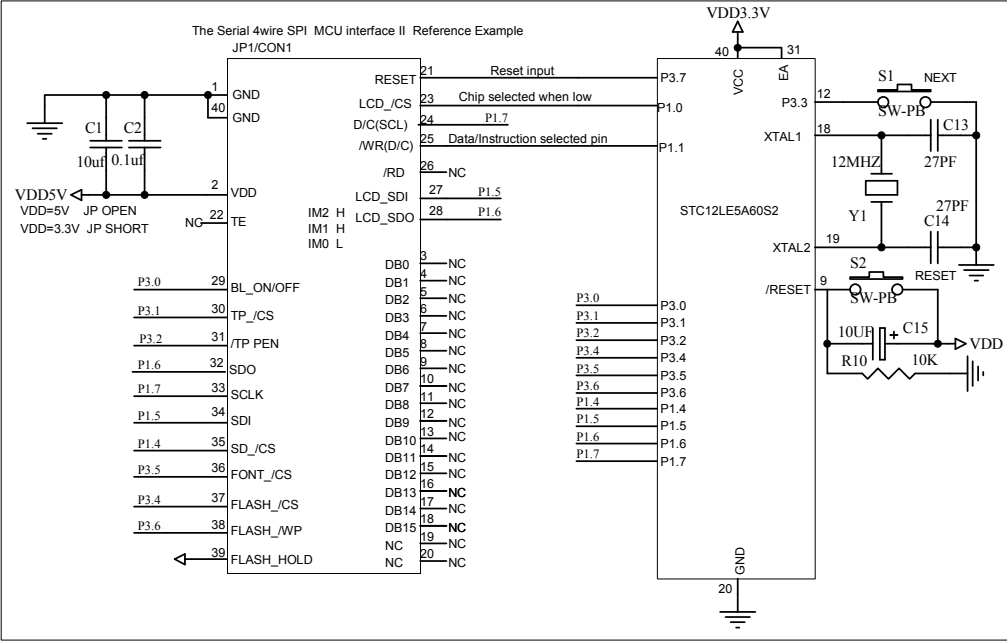 The Serial 4wire SPI MCU interface II Reference Example
JP1/CON1
1 GND
40 GND
C1 C2
10uf 0.1uf
VDD5V 2 VDD
VDD=5V JP OPEN
VDD=3.3V JP SHORT
NC 22 TE
IM2 H
IM1 H
IM0 L
P3.0 29 BL_ON/OFF
P3.1 30 TP_/CS
P3.2 31 /TP PEN
P1.6 32 SDO
P1.7 33 SCLK
P1.5 34 SDI
P1.4 35 SD_/CS
P3.5 36 FONT_/CS
P3.4 37 FLASH_/CS
P3.6 38 FLASH_/WP
39 FLASH_HOLD
RESET 21 Reset input P3.7
LCD_/CS 23 Chip selected when low P1.0
D/C(SCL) 24 P1.7
/WR(D/C) 25 Data/Instruction selected pin P1.1
/RD 26 NC
LCD_SDI 27 P1.5
LCD_SDO 28 P1.6
DB0 3 NC
DB1 4 NC
DB2 5 NC
DB3 6 NC
DB4 7 NC
DB5 8 NC
DB6 9 NC
DB7 10 NC
DB8 11 NC
DB9 12 NC
DB10 13 NC
DB11 14 NC
DB12 15 NC
DB13 16 NC
DB14 17 NC
DB15 18 NC
NC 19 NC
NC 20 NC
VDD3.3V
40 31
VCC EA
STC12LE5A60S2
P3.0 P3.0
P3.1 P3.1
P3.2 P3.2
P3.4 P3.4
P3.5 P3.5
P3.6 P3.6
P1.4 P1.4
P1.5 P1.5
P1.6 P1.6
P1.7 P1.7
GND
20
S1 NEXT
P3.3 12 SW-PB
XTAL1 18 C13
12MHZ 27PF
Y1
27PF
C14
XTAL2 19
S2 RESET
/RESET 9 SW-PB
10UF + C15 VDD
R10 10K